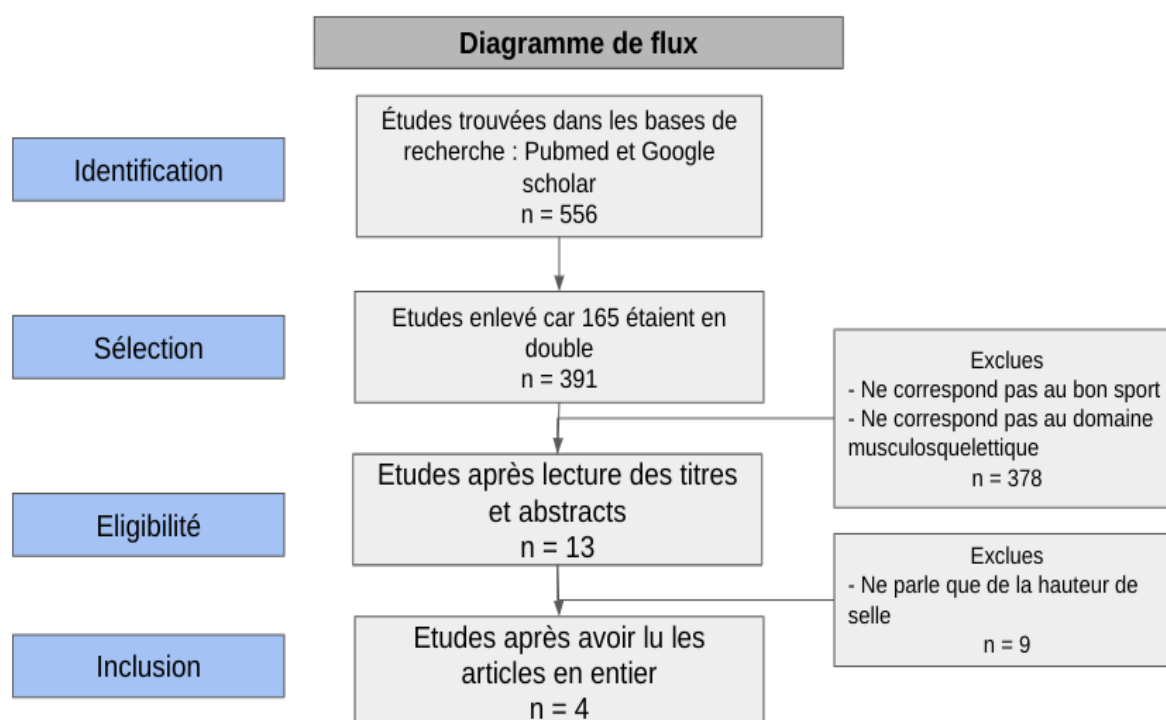 Diagramme de flux
Identification
Études trouvées dans les bases de
recherche : Pubmed et Google
scholar
n = 556
Sélection
Etudes enlevé car 165 étaient en
double
n = 391
Exclues
- Ne correspond pas au bon sport
- Ne correspond pas au domaine
musculosquelettique
n = 378
Eligibilité
Etudes après lecture des titres
et abstracts
n = 13
Exclues
- Ne parle que de la hauteur de
selle
n = 9
Inclusion
Etudes après avoir lu les
articles en entier
n = 4